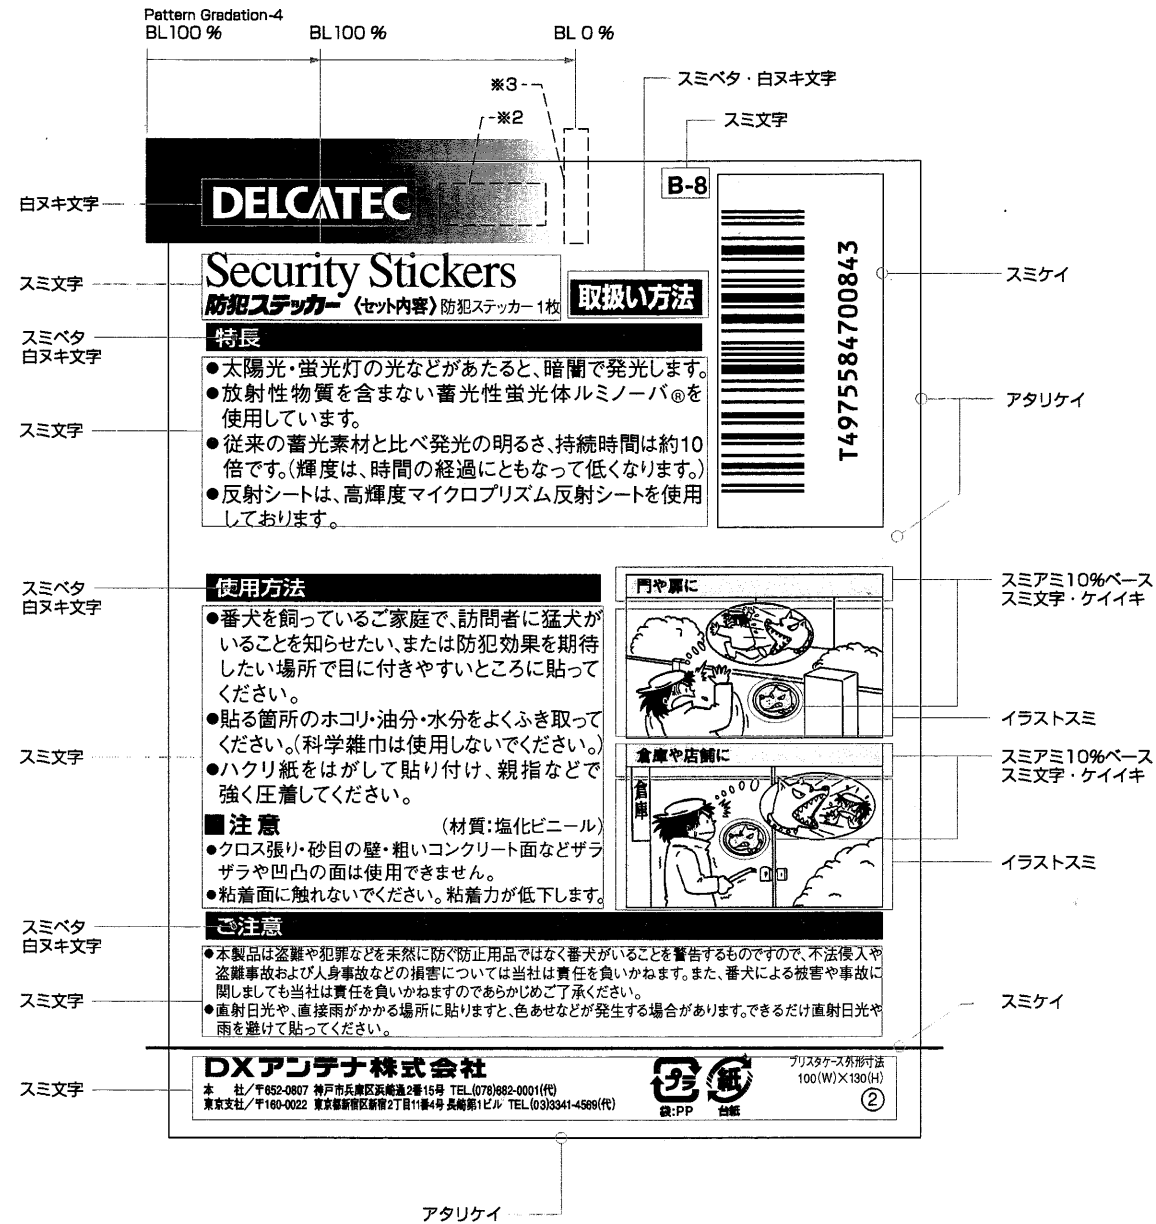 Pattern Gradation-4
BL100 %
BL100 %
BL 0 %
※3
※2
スミベタ・白ヌキ文字
スミ文字
B-8
白ヌキ文字
DELCATEC
スミ文字
Security Stickers
防犯ステッカー 〈セット内容〉防犯ステッカー1枚
取扱い方法
T4975584700843
スミケイ
アタリケイ
スミベタ
白ヌキ文字
特長
スミ文字
●太陽光・蛍光灯の光などがあたると、暗闇で発光します。
●放射性物質を含まない蓄光性蛍光体ルミノーバ®を
使用しています。
●従来の蓄光素材と比べ発光の明るさ、持続時間は約10
倍です。(輝度は、時間の経過にともなって低くなります。)
●反射シートは、高輝度マイクロプリズム反射シートを使用
しております。
スミベタ
白ヌキ文字
使用方法
スミ文字
●番犬を飼っているご家庭で、訪問者に猛犬が
いることを知らせたい、または防犯効果を期待
したい場所で目に付きやすいところに貼って
ください。
●貼る箇所のホコリ・油分・水分をよくふき取って
ください。(科学雑巾は使用しないでください。)
●ハクリ紙をはがして貼り付け、親指などで
強く圧着してください。
■注意 (材質:塩化ビニール)
●クロス張り・砂目の壁・粗いコンクリート面などザラ
ザラや凹凸の面は使用できません。
●粘着面に触れないでください。粘着力が低下します。
門や扉に
スミアミ10%ベース
スミ文字・ケイイキ
イラストスミ
倉庫や店舗に
倉庫
スミアミ10%ベース
スミ文字・ケイイキ
イラストスミ
スミベタ
白ヌキ文字
ご注意
スミ文字
●本製品は盗難や犯罪などを未然に防ぐ防止用品ではなく番犬がいることを警告するものですので、不法侵入や
盗難事故および人身事故などの損害については当社は責任を負いかねます。また、番犬による被害や事故に
関しましても当社は責任を負いかねますのであらかじめご了承ください。
●直射日光や、直接雨がかかる場所に貼りますと、色あせなどが発生する場合があります。できるだけ直射日光や
雨を避けて貼ってください。
スミケイ
スミ文字
DXアンテナ株式会社
本 社/〒652-0807 神戸市兵庫区浜崎通2番15号 TEL.(078)682-0001(代)
東京支社/〒160-0022 東京都新宿区新宿2丁目11番4号 長崎第1ビル TEL.(03)3341-4569(代)
プラ
袋:PP
紙
台紙
ブリスタケース外形寸法
100(W)×130(H)
②
アタリケイ